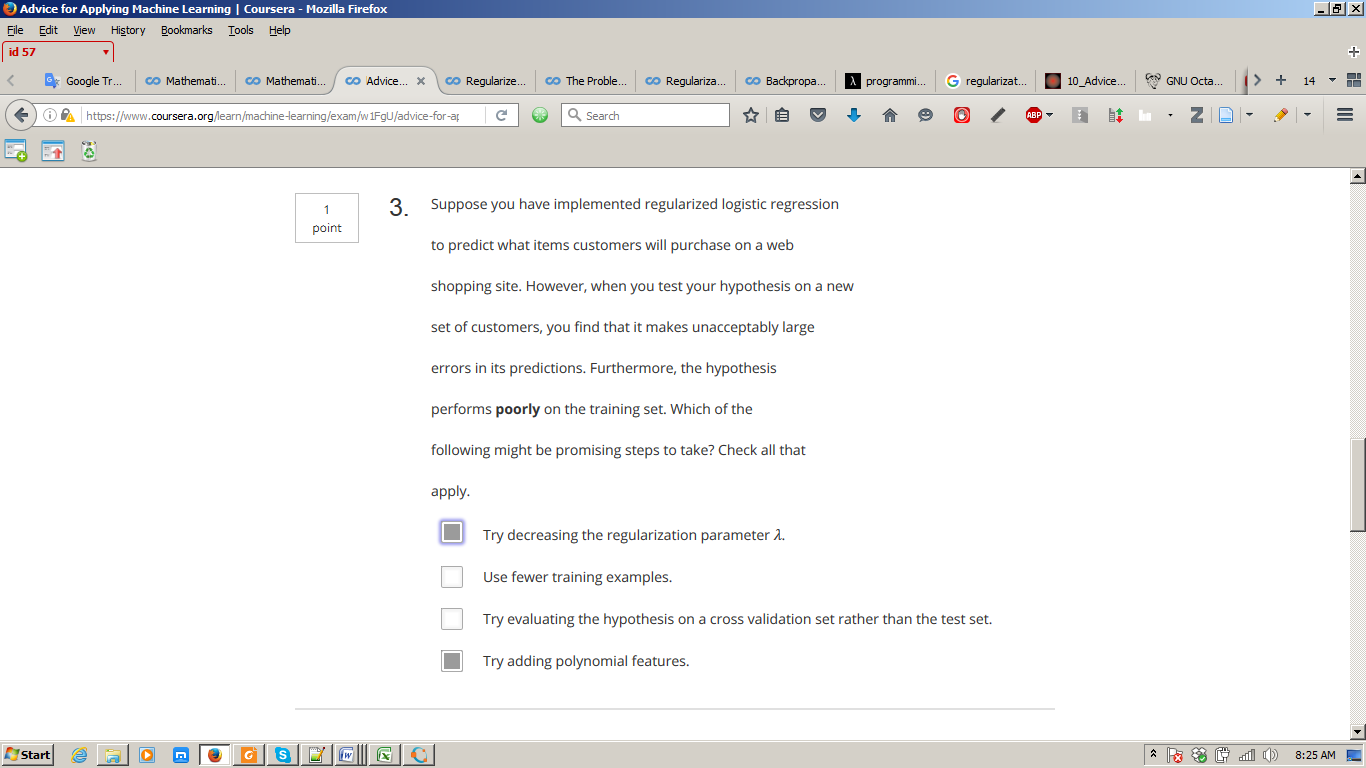 Advice for Applying Machine Learning | Coursera - Mozilla Firefox
File Edit View History Bookmarks Tools Help
id 57
Google Tr... Mathemati... Mathemati... Advice... Regularize... The Proble... Regulariza... Backpropa... programmi... regularizat... 10_Advice... GNU Octa... 14
https://www.coursera.org/learn/machine-learning/exam/w1FgU/advice-for-ap Search ABP
1
point
3.
Suppose you have implemented regularized logistic regression
to predict what items customers will purchase on a web
shopping site. However, when you test your hypothesis on a new
set of customers, you find that it makes unacceptably large
errors in its predictions. Furthermore, the hypothesis
performs poorly on the training set. Which of the
following might be promising steps to take? Check all that
apply.
Try decreasing the regularization parameter λ.
Use fewer training examples.
Try evaluating the hypothesis on a cross validation set rather than the test set.
Try adding polynomial features.
Start 8:25 AM